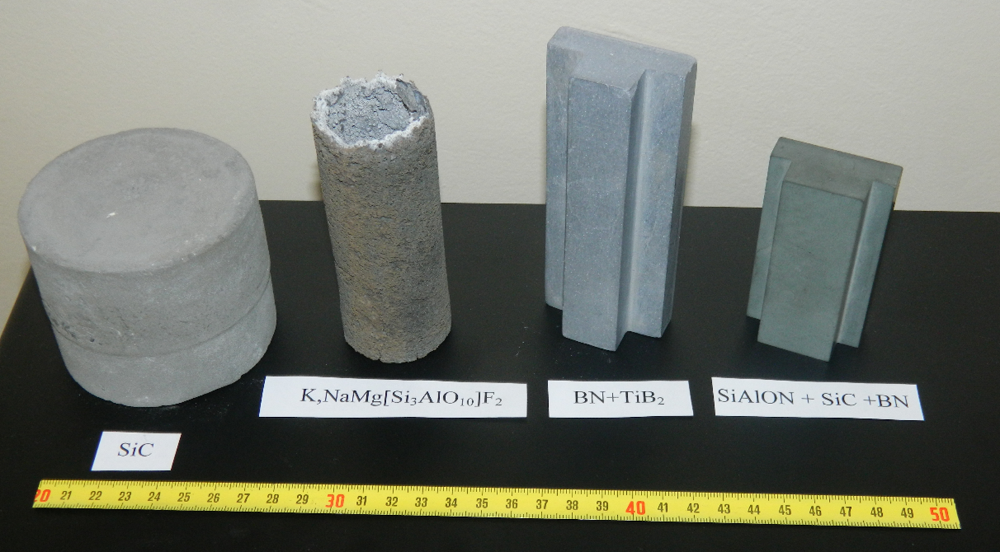 K,NaMg[Si₃AlO₁₀]F₂
BN+TiB₂
SiAlON + SiC +BN
SiC
20 21 22 23 24 25 26 27 28 29 30 31 32 33 34 35 36 37 38 39 40 41 42 43 44 45 46 47 48 49 50